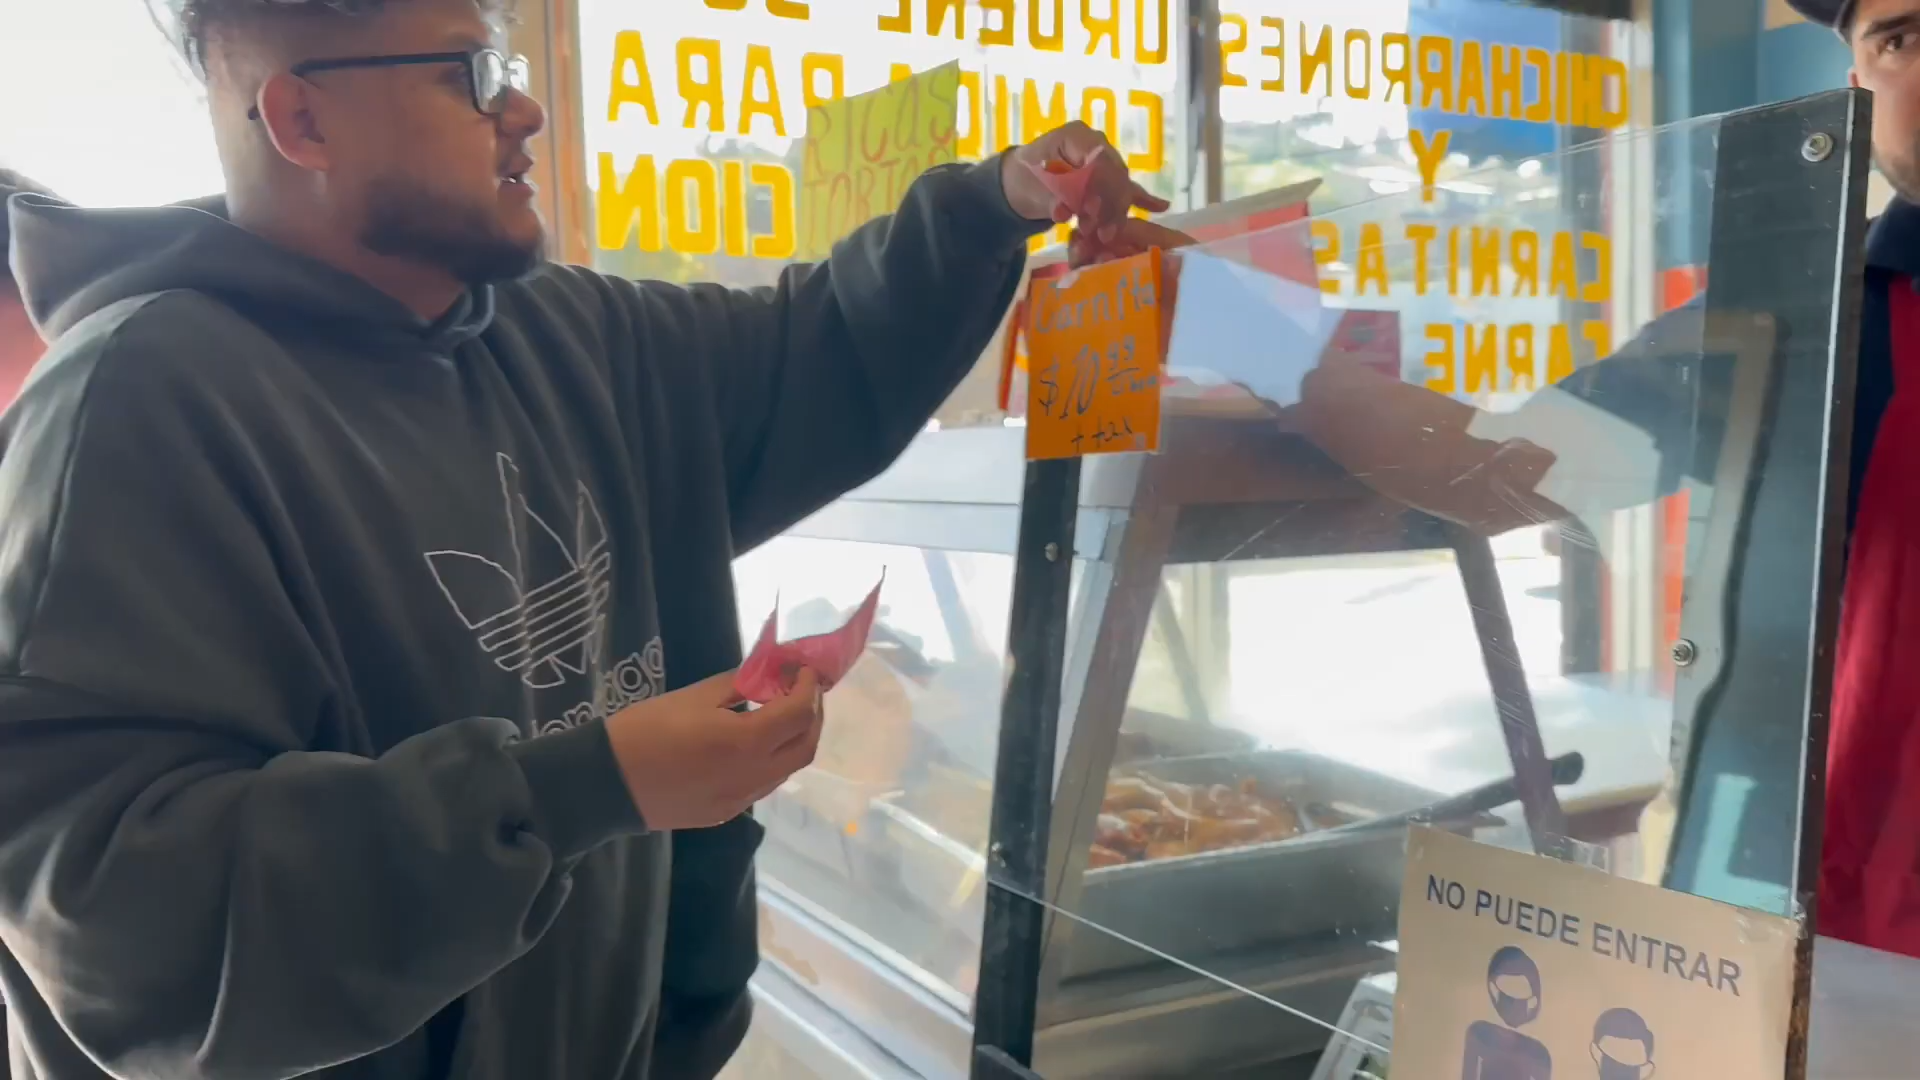 ORDENE SU
COMIDA PARA
CION
CHICHARRONES
Y
CARNITAS
CARNE
RICAS
TORTAS
Carnita
$10.99
+ tax
NO PUEDE ENTRAR